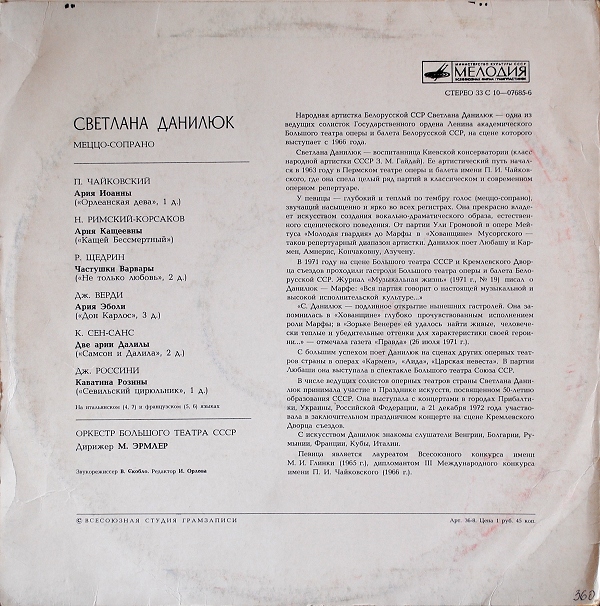 МИНИСТЕРСТВО КУЛЬТУРЫ СССР
МЕЛОДИЯ
ВСЕСОЮЗНАЯ ФИРМА ГРАМПЛАСТИНОК
СТЕРЕО 33 С 10—07685-6
СВЕТЛАНА ДАНИЛЮК
МЕЦЦО-СОПРАНО
П. ЧАЙКОВСКИЙ
Ария Иоанны
(«Орлеанская дева», 1 д.)
Н. РИМСКИЙ-КОРСАКОВ
Ария Кащеевны
(«Кащей Бессмертный»)
Р. ЩЕДРИН
Частушки Варвары
(«Не только любовь», 2 д.)
ДЖ. ВЕРДИ
Ария Эболи
(«Дон Карлос», 3 д.)
К. СЕН-САНС
Две арии Далилы
(«Самсон и Далила», 2 д.)
ДЖ. РОССИНИ
Каватина Розины
(«Севильский цирюльник», 1 д.)
На итальянском (4, 7) и французском (5, 6) языках
ОРКЕСТР БОЛЬШОГО ТЕАТРА СССР
Дирижер М. ЭРМЛЕР
Звукорежиссер В. Скобло. Редактор И. Орлова
Народная артистка Белорусской ССР Светлана Данилюк — одна из
ведущих солисток Государственного ордена Ленина академического
Большого театра оперы и балета Белорусской ССР, на сцене которого
выступает с 1966 года.
Светлана Данилюк — воспитанница Киевской консерватории (класс
народной артистки СССР З. М. Гайдай). Ее артистический путь начал-
ся в 1963 году в Пермском театре оперы и балета имени П. И. Чайков-
ского, где она спела целый ряд партий в классическом и современном
оперном репертуаре.
У певицы — глубокий и теплый по тембру голос (меццо-сопрано),
звучащий насыщенно и ярко во всех регистрах. Она прекрасно владе-
ет искусством создания вокально-драматического образа, естествен-
ного сценического поведения. От партии Ули Громовой в опере Мей-
туса «Молодая гвардия» до Марфы в «Хованщине» Мусоргского —
таков репертуарный диапазон артистки. Данилюк поет Любашу и Кар-
мен, Амнерис, Кончаковну, Азучену.
В 1971 году на сцене Большого театра СССР и Кремлевского Двор-
ца съездов проходили гастроли Большого театра оперы и балета Бело-
русской ССР. Журнал «Музыкальная жизнь» (1971 г., № 19) писал о
Данилюк — Марфе: «Вся партия говорит о настоящей музыкальной и
высокой исполнительской культуре...»
«С. Данилюк — подлинное открытие нынешних гастролей. Она за-
помнилась в «Хованщине» глубоко прочувствованным исполнением
роли Марфы; в «Зорьке Венере» ей удалось найти живые, человече-
ски теплые и убедительные оттенки для характеристики своей герои-
ни...» — отмечала газета «Правда» (26 июля 1971 г.).
С большим успехом поет Данилюк на сценах других оперных теат-
ров страны в операх «Кармен», «Аида», «Царская невеста». В партии
Любаши она выступала в спектакле Большого театра Союза ССР.
В числе ведущих солистов оперных театров страны Светлана Дани-
люк принимала участие в Празднике искусств, посвященном 50-летию
образования СССР. Она выступала с концертами в городах Прибалти-
ки, Украины, Российской Федерации, а 21 декабря 1972 года участво-
вала в заключительном праздничном концерте на сцене Кремлевского
Дворца съездов.
С искусством Данилюк знакомы слушатели Венгрии, Болгарии, Ру-
мынии, Франции, Кубы, Италии.
Певица является лауреатом Всесоюзного конкурса имени
М. И. Глинки (1965 г.), дипломантом III Международного конкурса
имени П. И. Чайковского (1966 г.).
© ВСЕСОЮЗНАЯ СТУДИЯ ГРАМЗАПИСИ
Арт. 36-8. Цена 1 руб. 45 коп.
360